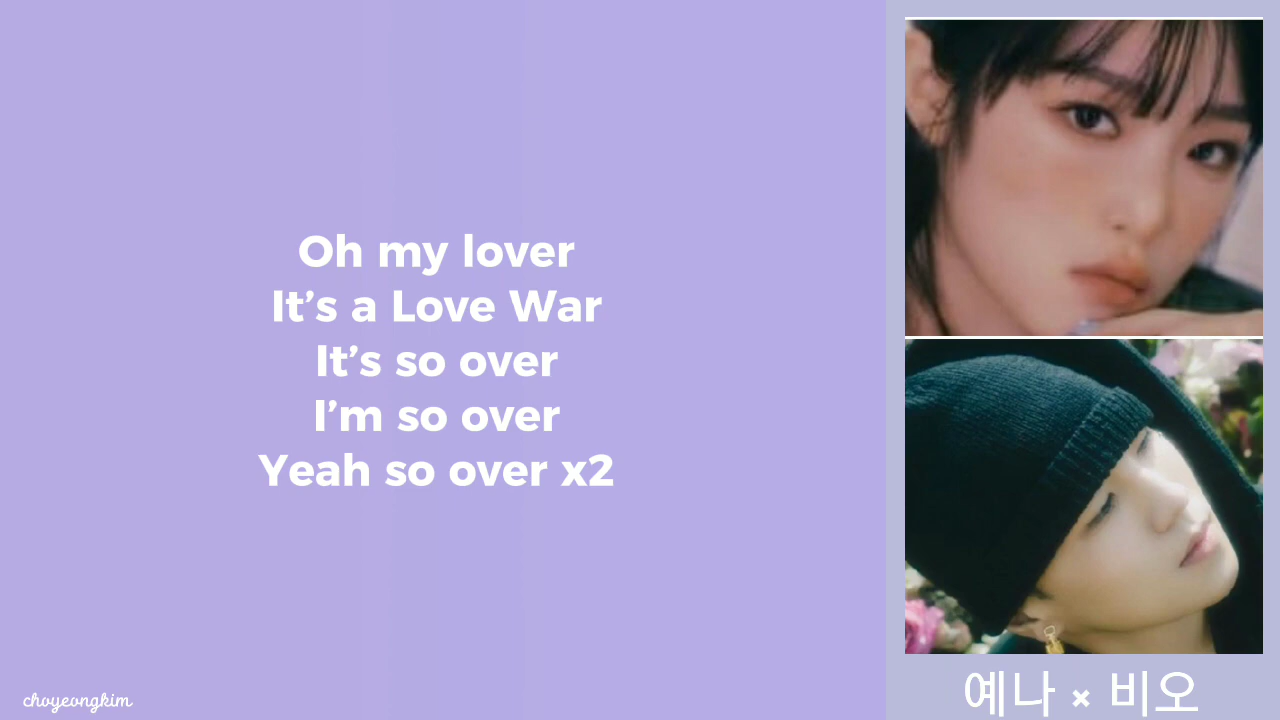 Oh my lover
It’s a Love War
It’s so over
I’m so over
Yeah so over x2
choyeongkim
예나 × 비오